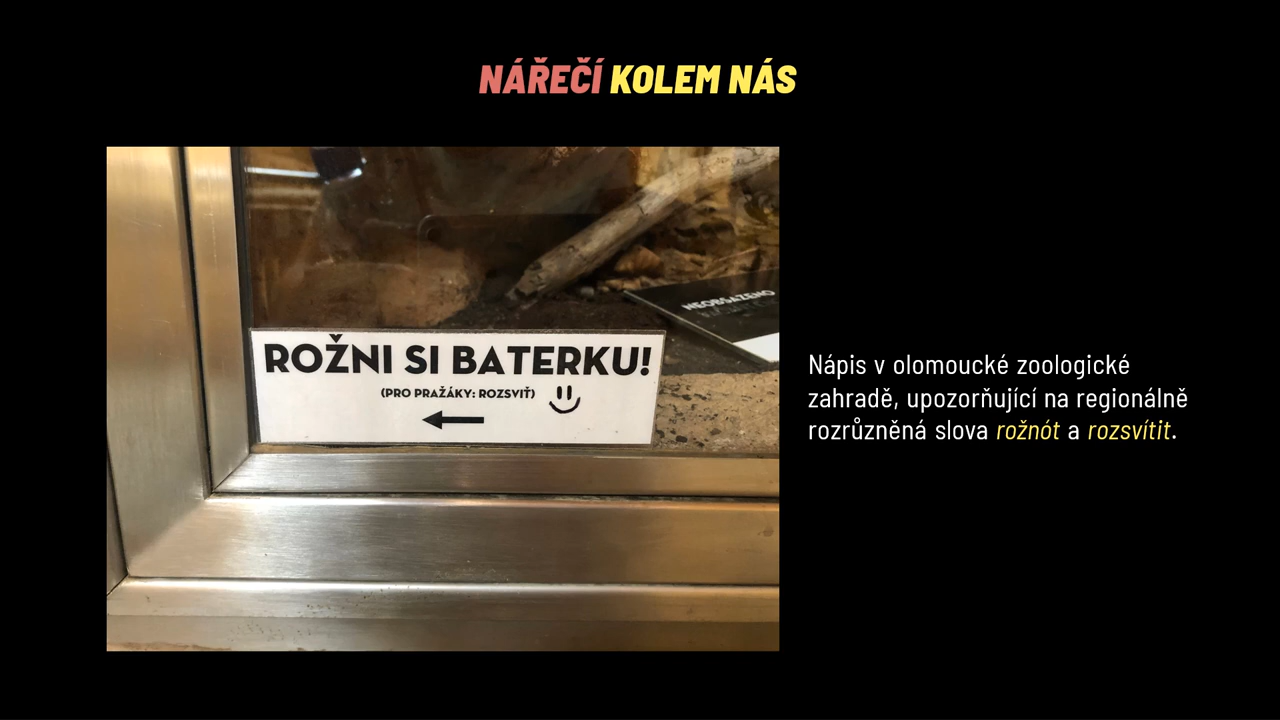 NÁŘEČÍ KOLEM NÁS
NEOBSAZENO
ROŽNI SI BATERKU!
(PRO PRAŽÁKY: ROZSVIŤ)
Nápis v olomoucké zoologické
zahradě, upozorňující na regionálně
rozrůzněná slova rožnót a rozsvítit.